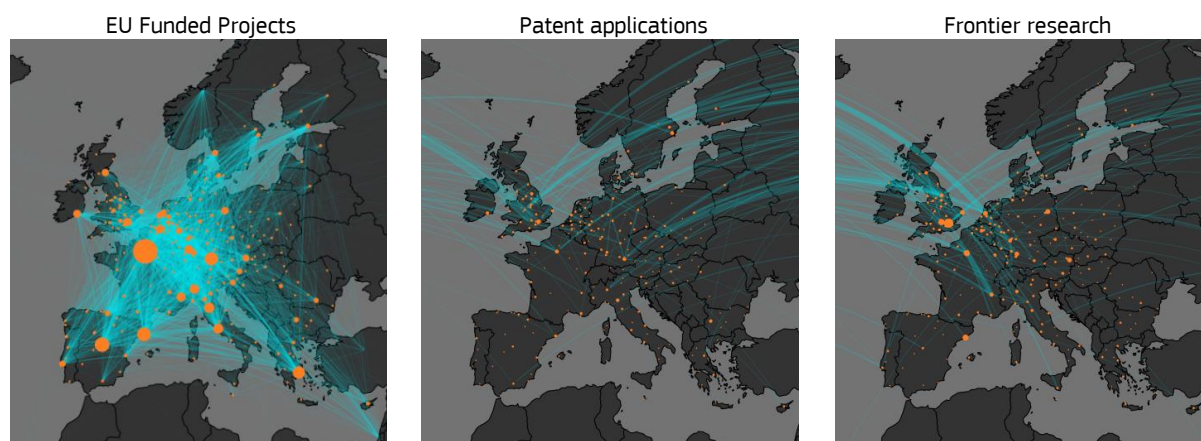 EU Funded Projects
Patent applications
Frontier research